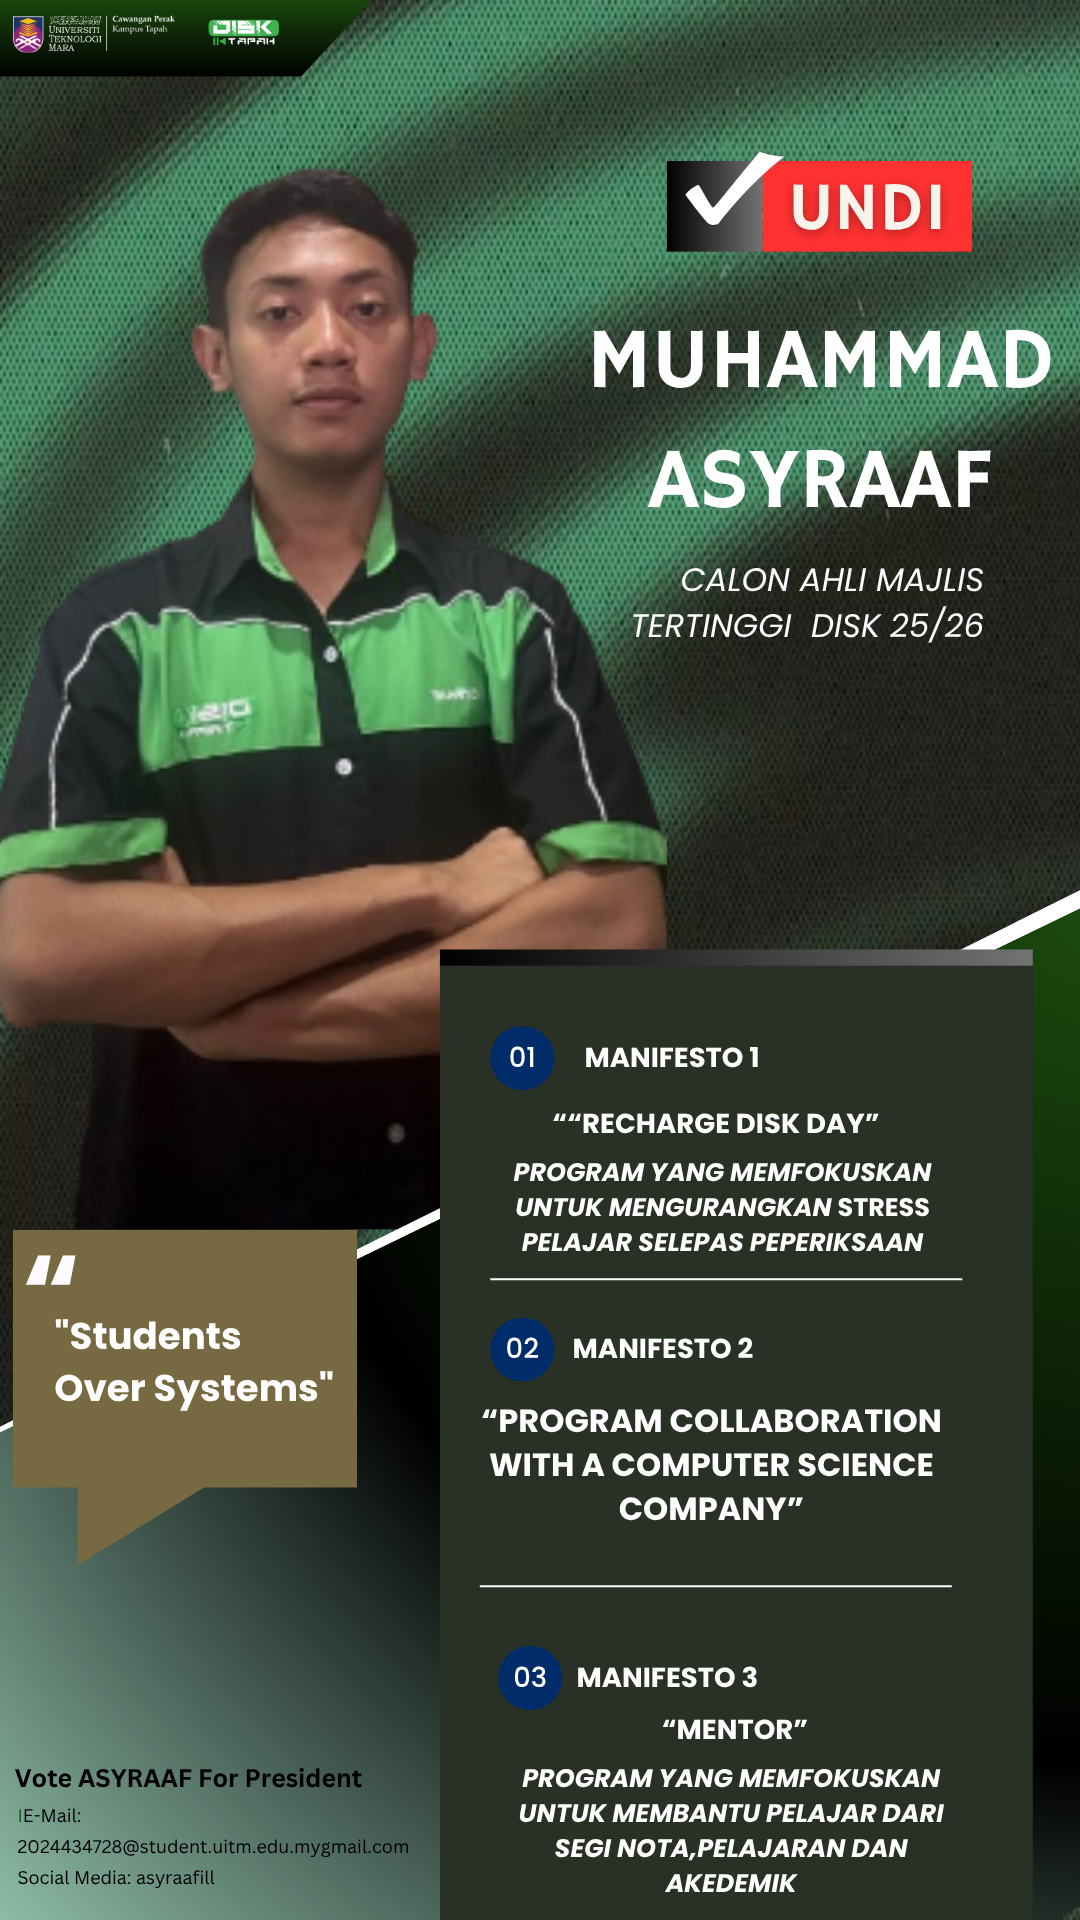 UNIVERSITI
TEKNOLOGI
MARA
Cawangan Perak
Kampus Tapah
DISK
TAPAH
UNDI
MUHAMMAD
ASYRAAF
CALON AHLI MAJLIS
TERTINGGI DISK 25/26
01 MANIFESTO 1
““RECHARGE DISK DAY”
PROGRAM YANG MEMFOKUSKAN
UNTUK MENGURANGKAN STRESS
PELAJAR SELEPAS PEPERIKSAAN
“
"Students
Over Systems"
02 MANIFESTO 2
“PROGRAM COLLABORATION
WITH A COMPUTER SCIENCE
COMPANY”
03 MANIFESTO 3
“MENTOR”
PROGRAM YANG MEMFOKUSKAN
UNTUK MEMBANTU PELAJAR DARI
SEGI NOTA,PELAJARAN DAN
AKEDEMIK
Vote ASYRAAF For President
IE-Mail:
2024434728@student.uitm.edu.mygmail.com
Social Media: asyraafill